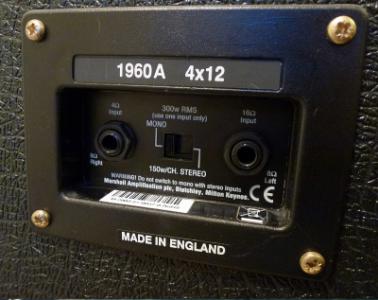 1960A 4x12
300w RMS
(use one input only)
4Ω
Input
MONO
16Ω
Input
8Ω
Right
150w/CH. STEREO
8Ω
Left
WARNING! Do not switch to mono with stereo inputs
Marshall Amplification plc, Bletchley, Milton Keynes.
CE
MADE IN ENGLAND